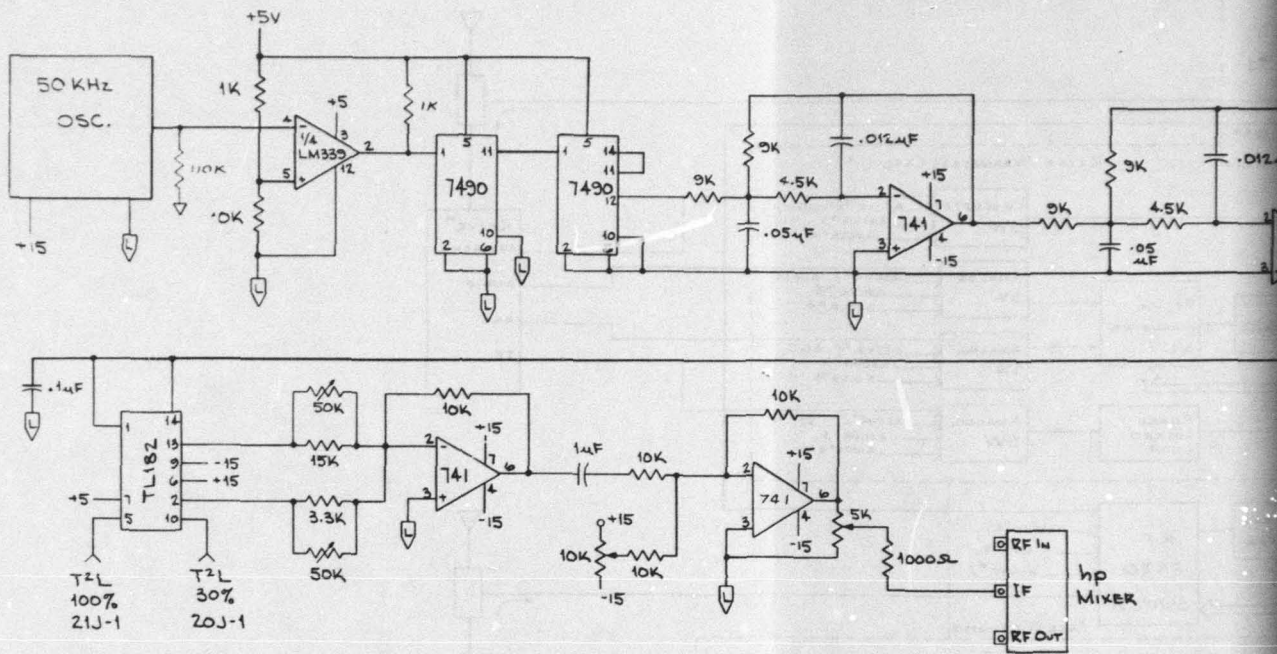 +5V
50 KHz
OSC.
+15
110K
1K
10K
L
4
5
-
+
1/4
LM339
+5
3
12
2
1K
1
5
11
7490
2
6
10
L
L
1
5
14
11
12
7490
2
6
10
9K
9K
.05µF
4.5K
.012µF
2
-
3
+
741
+15
7
4
-15
6
L
9K
9K
.05
µF
4.5K
.012
2
3
.1µF
L
1
14
13
9
6
2
7
5
10
TL182
-15
+15
+5
T²L
100%
21J-1
T²L
30%
20J-1
50K
15K
3.3K
50K
10K
2
-
3
+
741
+15
7
4
-15
6
L
1µF
10K
+15
10K
-15
10K
10K
2
3
741
+15
7
4
-15
6
L
5K
1000Ω
RF IN
IF
RF OUT
hp
MIXER